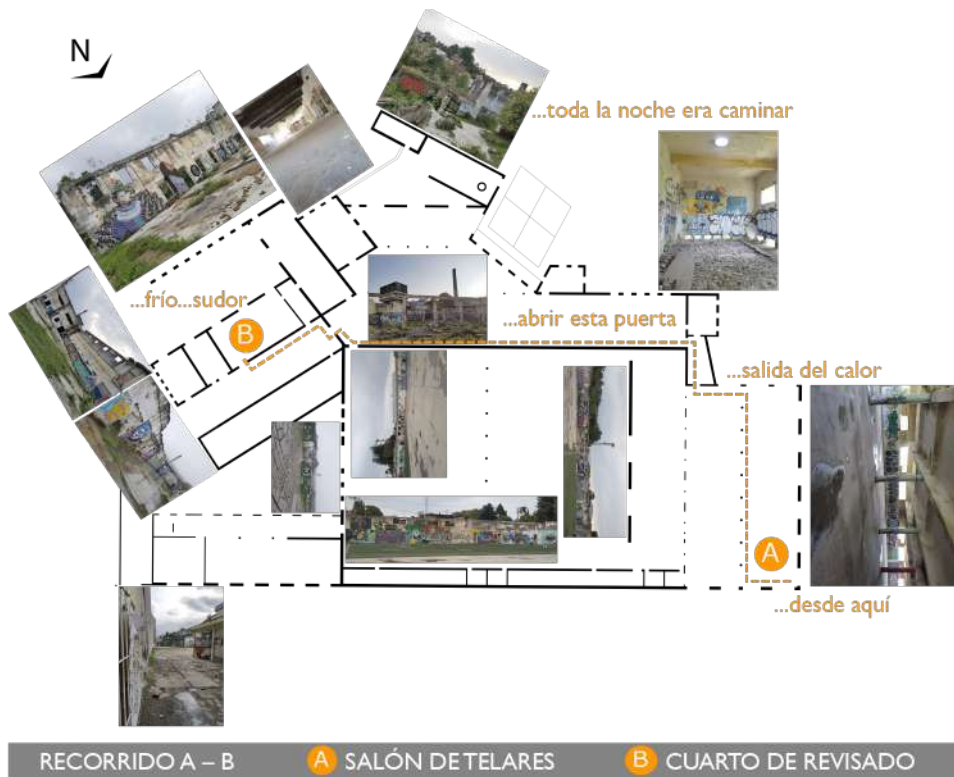 N
...toda la noche era caminar
...frío...sudor
B
...abrir esta puerta
...salida del calor
A
...desde aquí
RECORRIDO A – B
A SALÓN DE TELARES
B CUARTO DE REVISADO